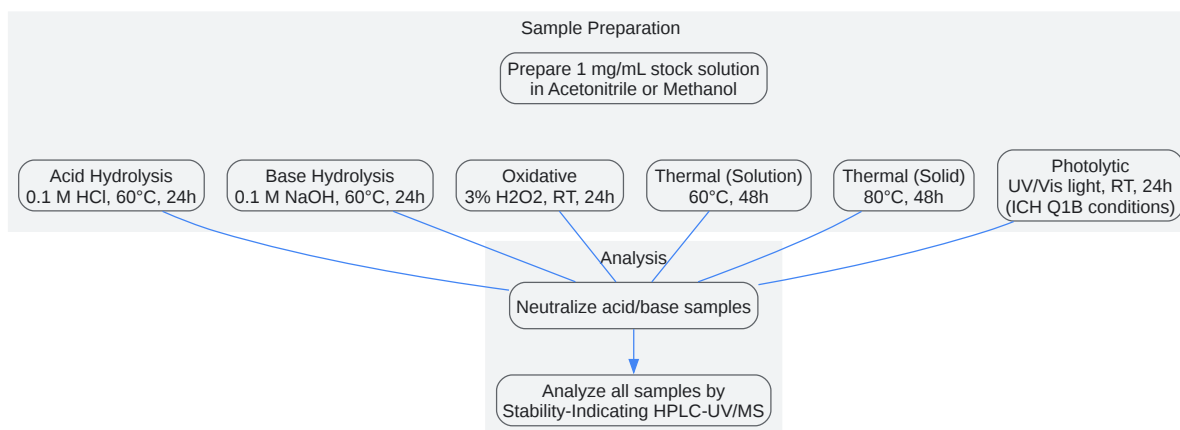 Sample Preparation
Prepare 1 mg/mL stock solution
in Acetonitrile or Methanol
Acid Hydrolysis
0.1 M HCl, 60°C, 24h
Base Hydrolysis
0.1 M NaOH, 60°C, 24h
Oxidative
3% H2O2, RT, 24h
Thermal (Solution)
60°C, 48h
Thermal (Solid)
80°C, 48h
Photolytic
UV/Vis light, RT, 24h
(ICH Q1B conditions)
Analysis
Neutralize acid/base samples
Analyze all samples by
Stability-Indicating HPLC-UV/MS